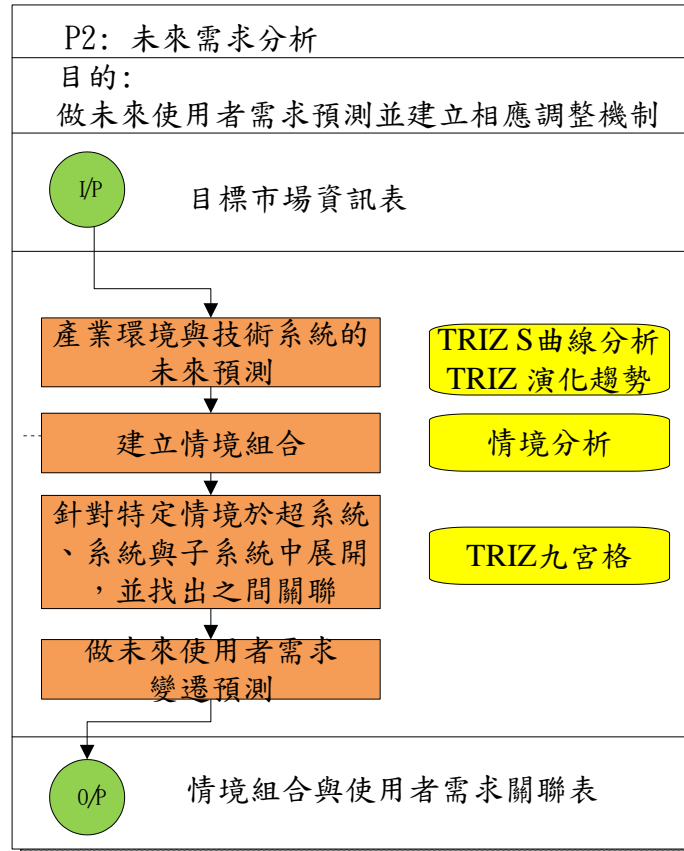 P2: 未來需求分析
目的:
做未來使用者需求預測並建立相應調整機制
I/P
目標市場資訊表
產業環境與技術系統的
未來預測
TRIZ S曲線分析
TRIZ 演化趨勢
建立情境組合
情境分析
針對特定情境於超系統
、系統與子系統中展開
，並找出之間關聯
TRIZ九宮格
做未來使用者需求
變遷預測
O/P
情境組合與使用者需求關聯表